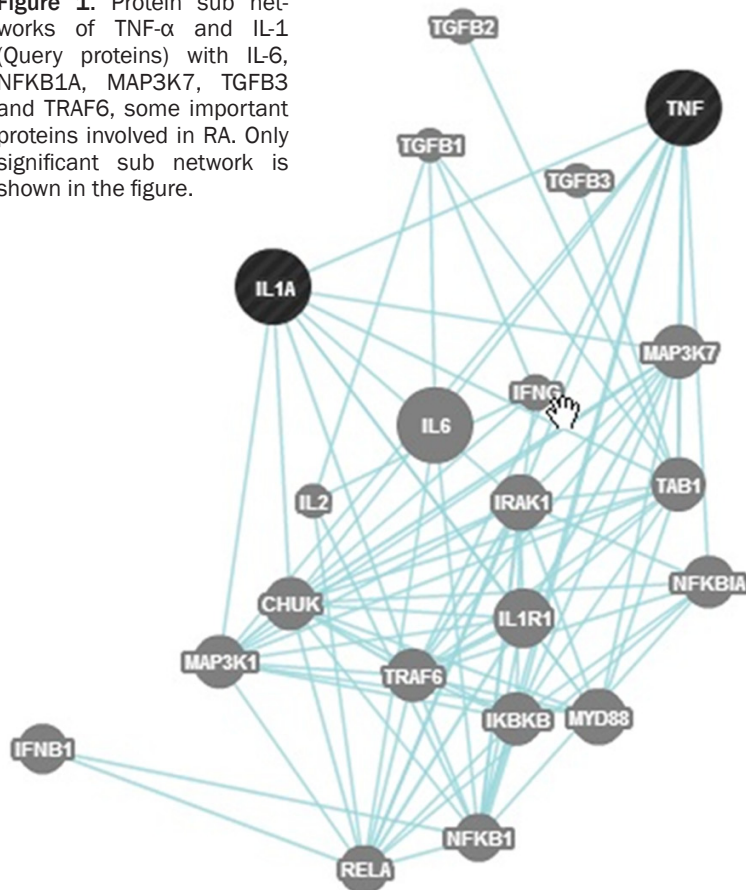 Figure 1. Protein sub net-
works of TNF-α and IL-1
(Query proteins) with IL-6,
NFKB1A, MAP3K7, TGFB3
and TRAF6, some important
proteins involved in RA. Only
significant sub network is
shown in the figure.
TGFB2
TNF
TGFB1
TGFB3
IL1A
MAP3K7
IFNG
IL6
TAB1
IL2
IRAK1
NFKBIA
CHUK
IL1R1
MAP3K1
TRAF6
IKBKB
MYD88
IFNB1
NFKB1
RELA